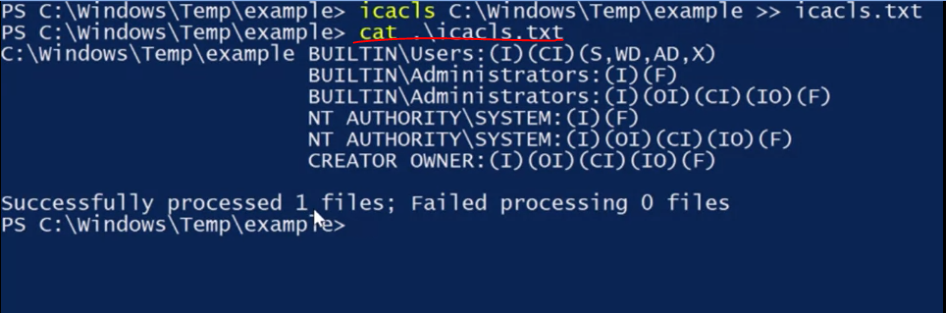 PS C:\Windows\Temp\example> icacls C:\Windows\Temp\example >> icacls.txt
PS C:\Windows\Temp\example> cat .\icacls.txt
C:\Windows\Temp\example BUILTIN\Users:(I)(CI)(S,WD,AD,X)
BUILTIN\Administrators:(I)(F)
BUILTIN\Administrators:(I)(OI)(CI)(IO)(F)
NT AUTHORITY\SYSTEM:(I)(F)
NT AUTHORITY\SYSTEM:(I)(OI)(CI)(IO)(F)
CREATOR OWNER:(I)(OI)(CI)(IO)(F)
Successfully processed 1 files; Failed processing 0 files
PS C:\Windows\Temp\example>